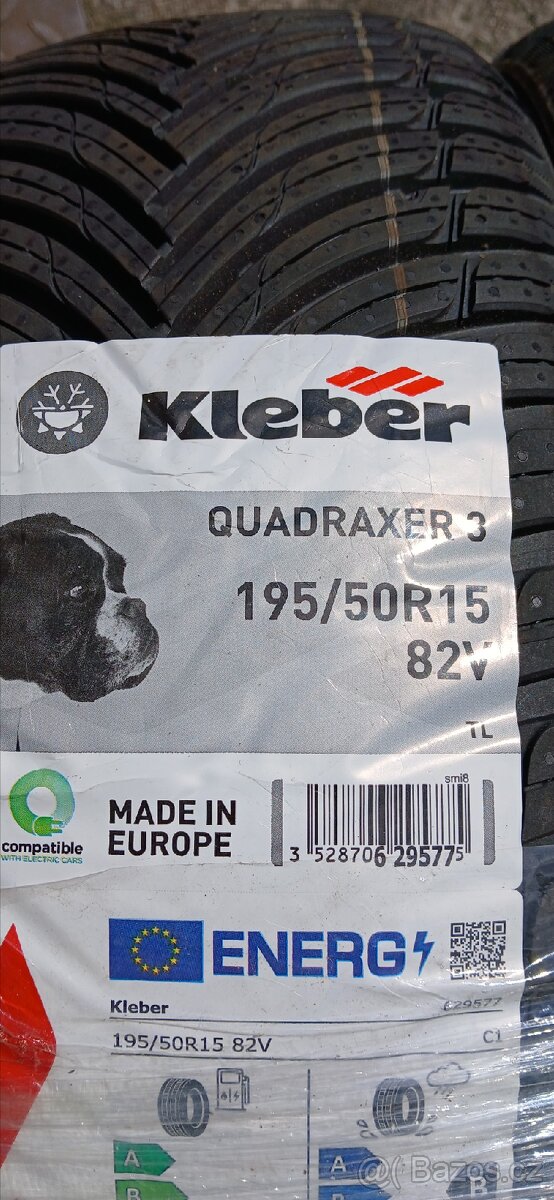 Kleber
QUADRAXER 3
195/50R15
82V
TL
compatible
WITH ELECTRIC CARS
MADE IN
EUROPE
smi8
3 528706 295775
ENERG
Kleber
629577
195/50R15 82V
C1
A
A
B
B
Bazos.cz